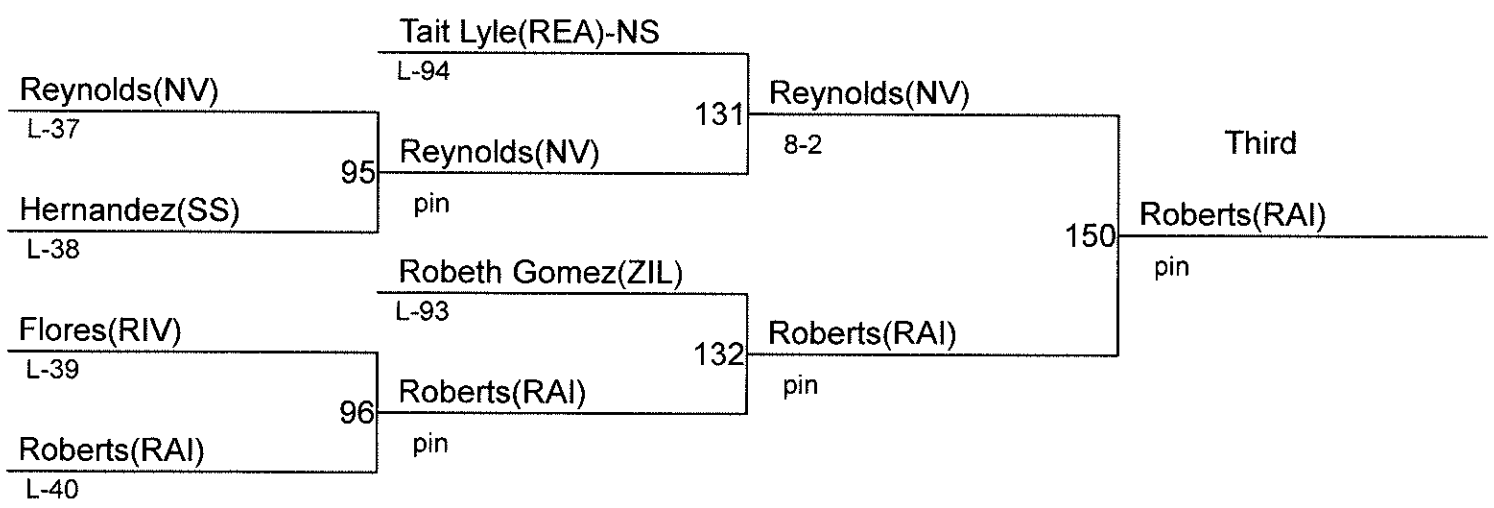 Tait Lyle(REA)-NS
L-94
Reynolds(NV)
L-37
131
Reynolds(NV)
8-2
Third
95
Reynolds(NV)
pin
Hernandez(SS)
L-38
150
Roberts(RAI)
pin
Robeth Gomez(ZIL)
L-93
Flores(RIV)
L-39
132
Roberts(RAI)
pin
96
Roberts(RAI)
pin
Roberts(RAI)
L-40